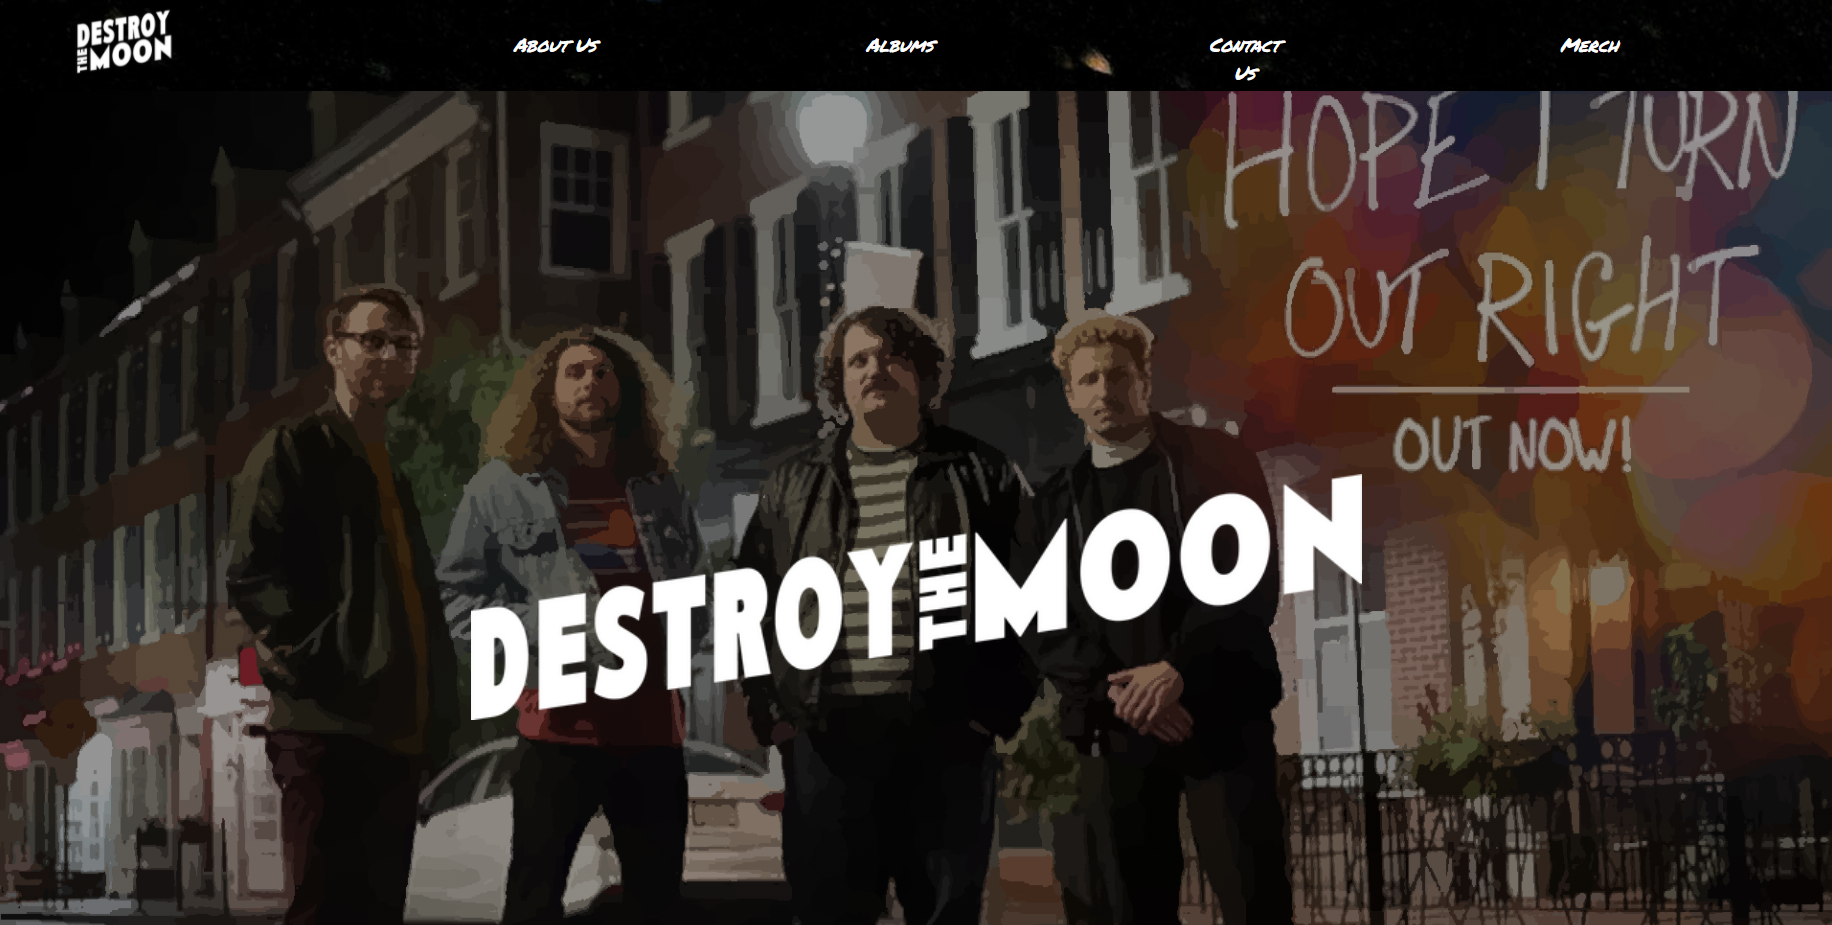 DESTROY
THE MOON
About Us
Albums
Contact
Us
Merch
HOPE I TURN
OUT RIGHT
OUT NOW!
DESTROY THE MOON